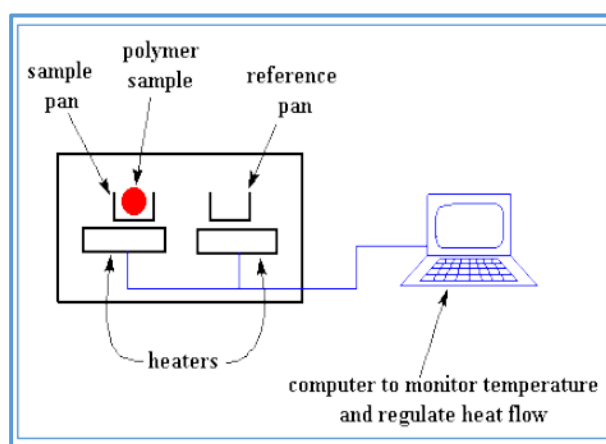 polymer
sample
sample
pan
reference
pan
heaters
computer to monitor temperature
and regulate heat flow